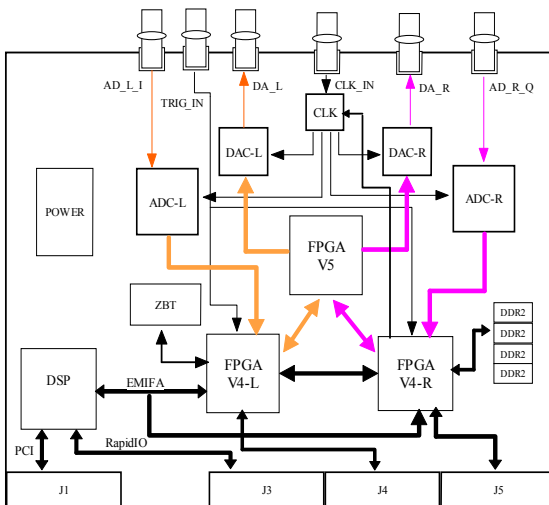 AD_L_I
TRIG_IN
DA_L
CLK_IN
DA_R
AD_R_Q
CLK
DAC-L
DAC-R
POWER
ADC-L
ADC-R
FPGA
V5
ZBT
DDR2
DDR2
DDR2
DDR2
FPGA
V4-L
FPGA
V4-R
DSP
EMIFA
PCI
RapidIO
J1
J3
J4
J5